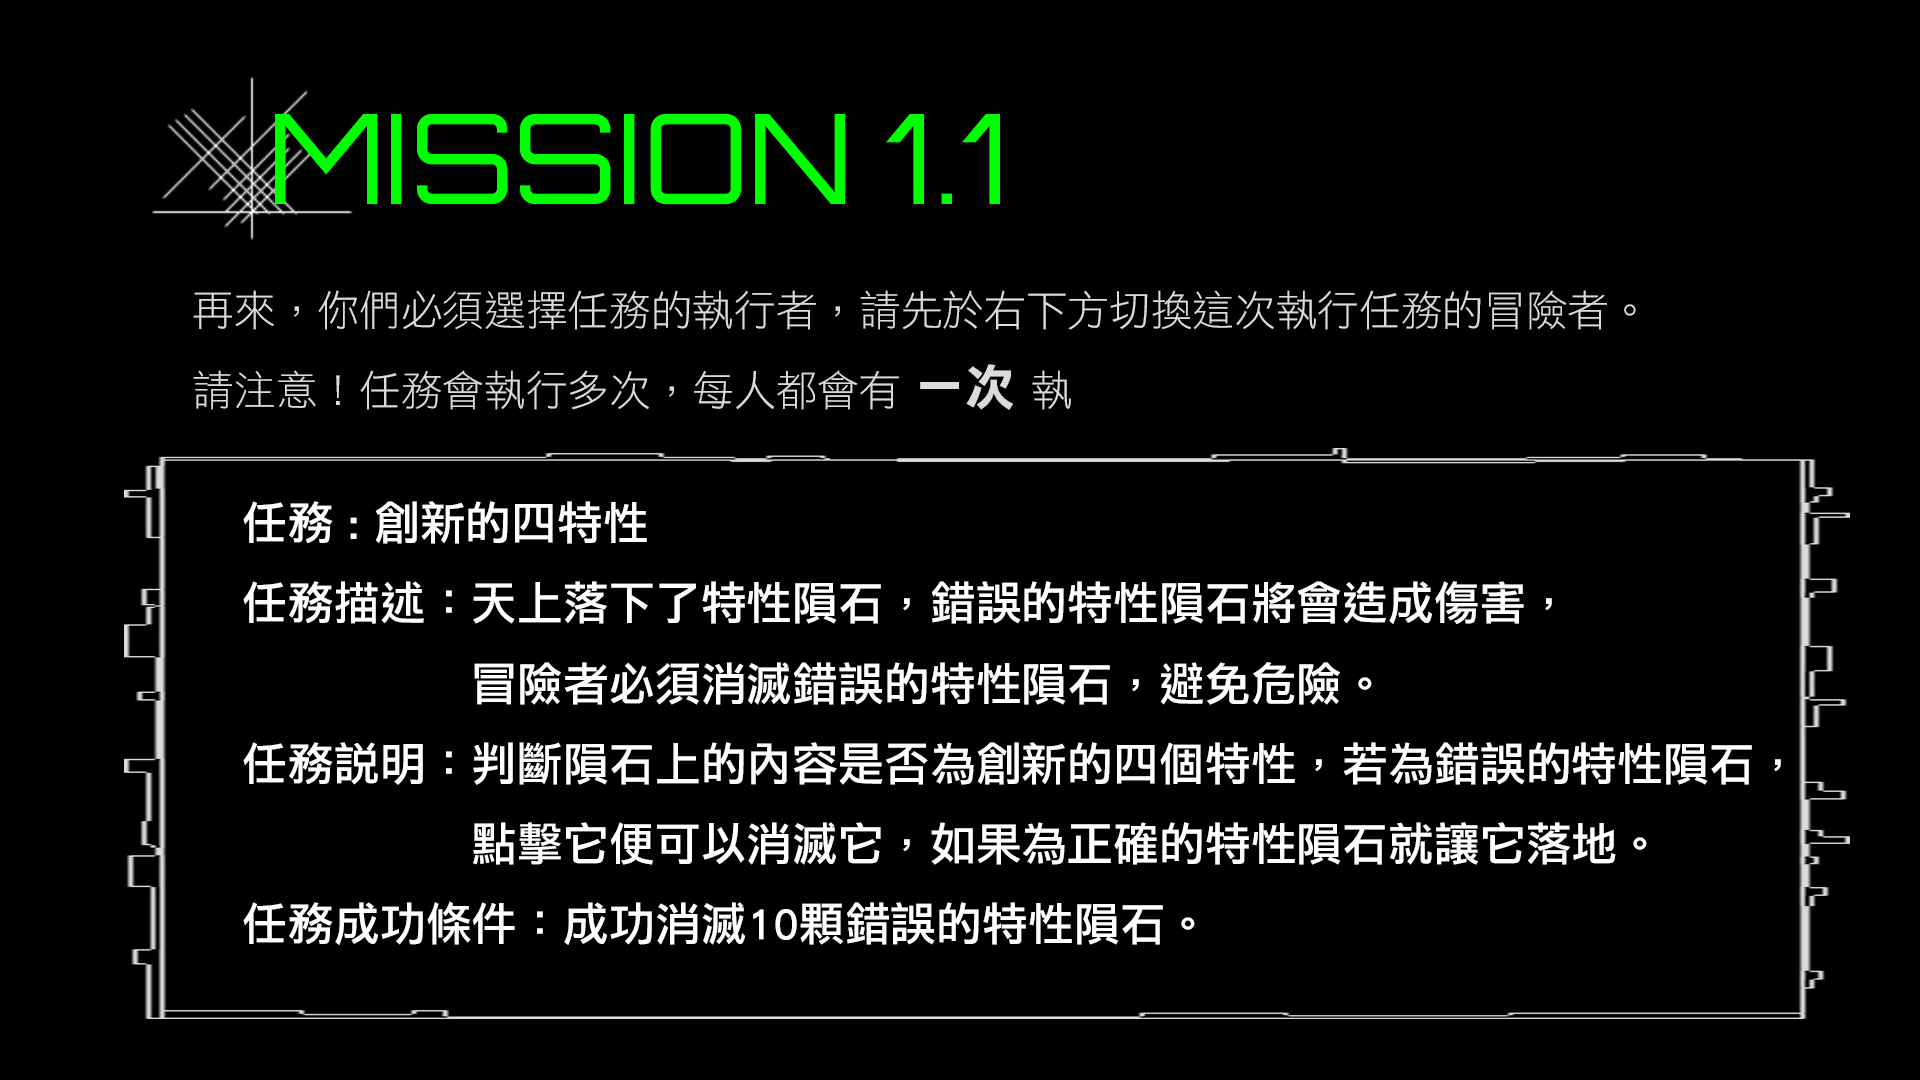 MISSION 1.1
再來，你們必須選擇任務的執行者，請先於右下方切換這次執行任務的冒險者。
請注意！任務會執行多次，每人都會有 一次 執
任務 : 創新的四特性
任務描述：天上落下了特性隕石，錯誤的特性隕石將會造成傷害，
冒險者必須消滅錯誤的特性隕石，避免危險。
任務說明：判斷隕石上的內容是否為創新的四個特性，若為錯誤的特性隕石，
點擊它便可以消滅它，如果為正確的特性隕石就讓它落地。
任務成功條件：成功消滅10顆錯誤的特性隕石。